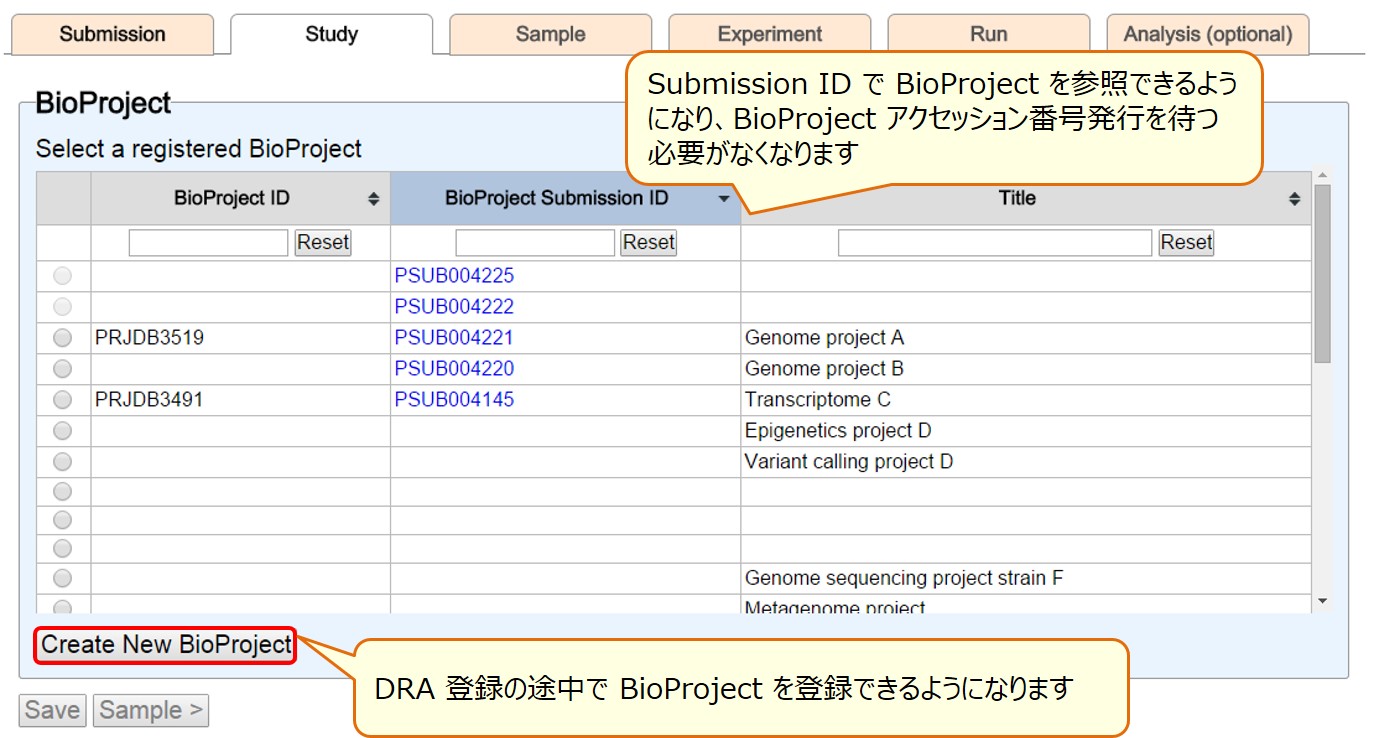 Submission Study Sample Experiment Run Analysis (optional)
Submission ID で BioProject を参照できるよう
になり、BioProject アクセッション番号発行を待つ
必要がなくなります
BioProject
Select a registered BioProject
BioProject ID BioProject Submission ID Title
Reset Reset Reset
PSUB004225
PSUB004222
PRJDB3519 PSUB004221 Genome project A
PSUB004220 Genome project B
PRJDB3491 PSUB004145 Transcriptome C
Epigenetics project D
Variant calling project D
Genome sequencing project strain F
Metagenome project
Create New BioProject
DRA 登録の途中で BioProject を登録できるようになります
Save Sample >